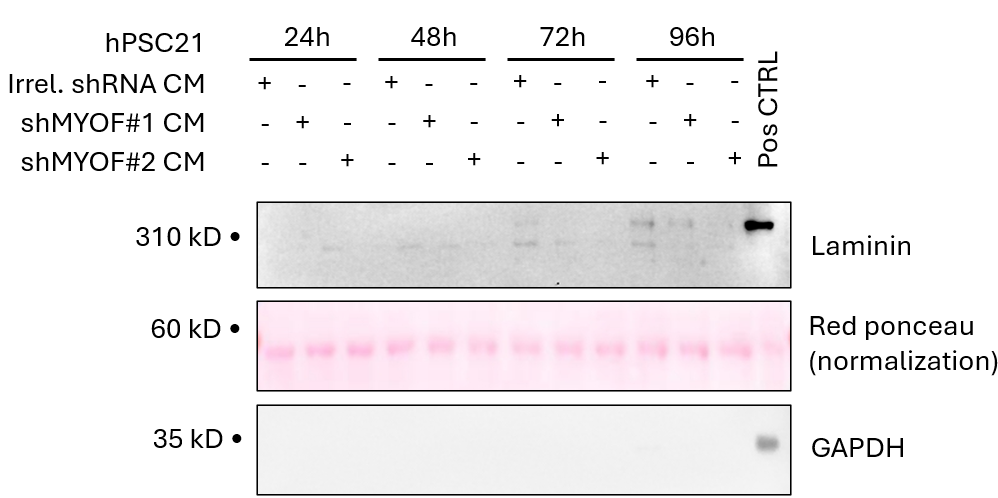 hPSC21 24h 48h 72h 96h
Irrel. shRNA CM + - - + - - + - - + - -
shMYOF#1 CM - + - - + - - + - - + -
shMYOF#2 CM - - + - - + - - + - - +
Pos CTRL
310 kD • Laminin
60 kD • Red ponceau
(normalization)
35 kD • GAPDH